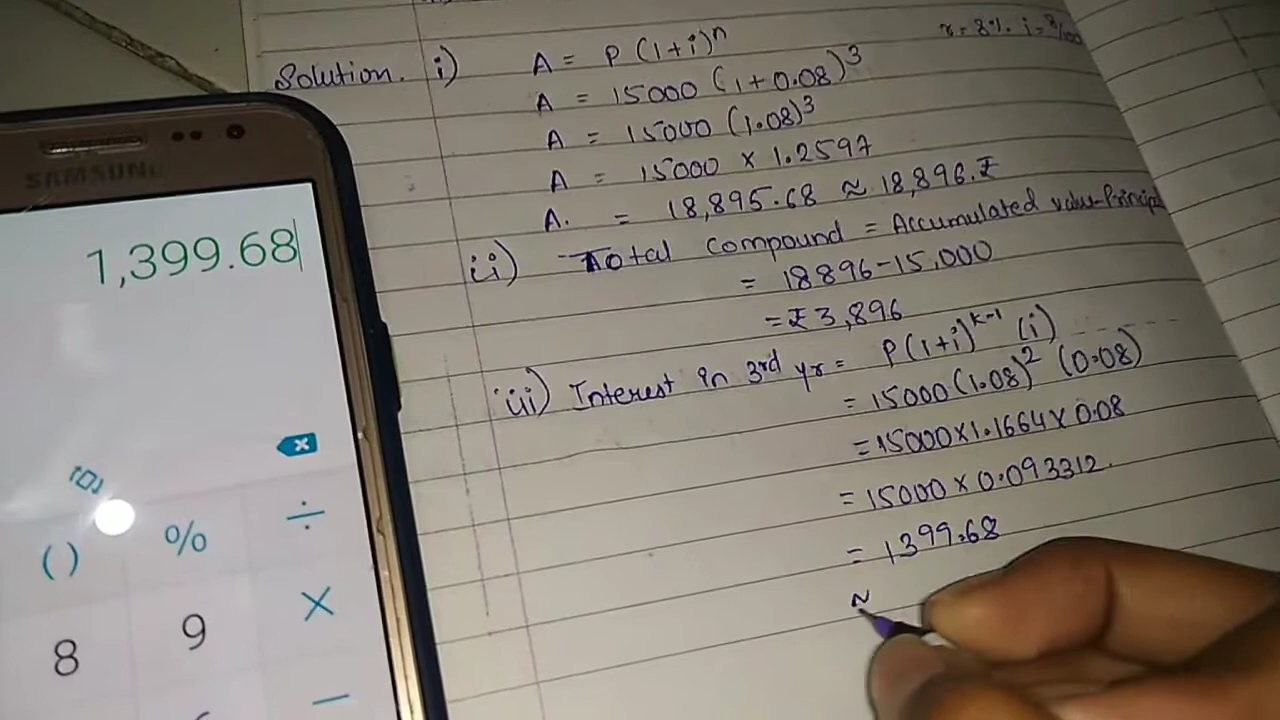 r = 8% i = 8/100
Solution. i) A = P (1+i)^n
A = 15000 (1+0.08)^3
A = 15000 (1.08)^3
A = 15000 × 1.2597
A. = 18,895.68 ≈ 18,896.₹
ii) Total compound = Accumulated value-Princip
= 18896-15,000
= ₹3,896
iii) Interest in 3rd yr = P(1+i)^k-1 (i)
= 15000(1.08)^2 (0.08)
=15000×1.1664×0.08
= 15000×0.093312.
= 1399.68
~
SAMSUNG
1,399.68
( ) % ÷
8 9 ×
−